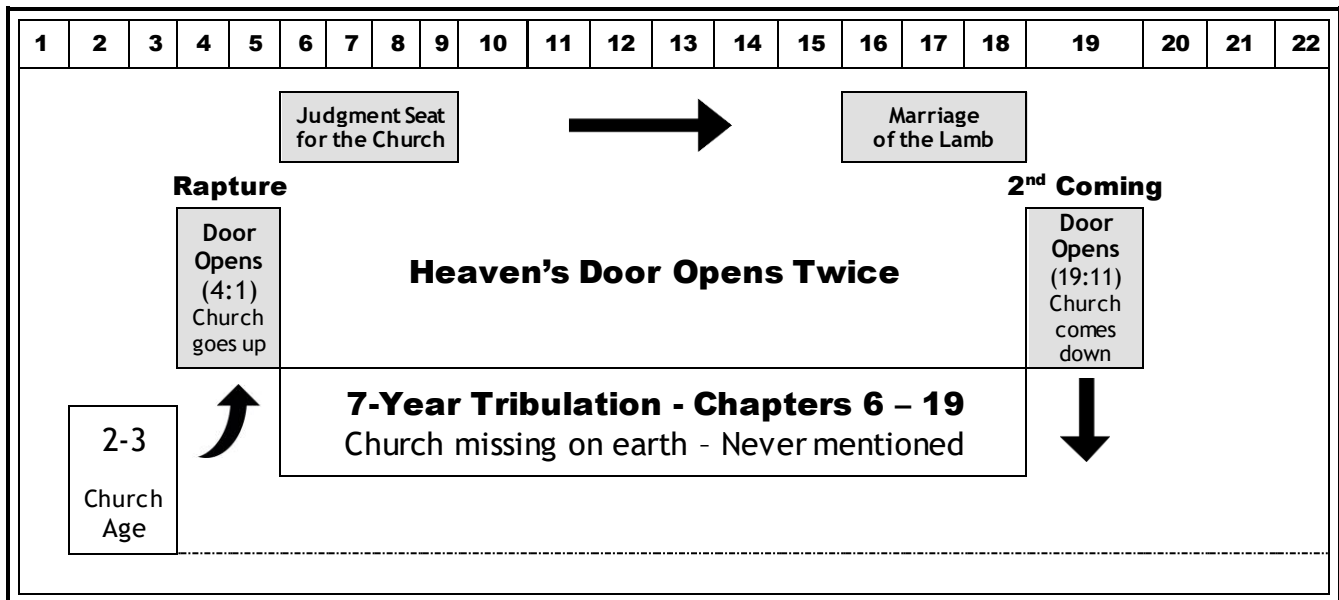 1 2 3 4 5 6 7 8 9 10 11 12 13 14 15 16 17 18 19 20 21 22
Judgment Seat
for the Church
Marriage
of the Lamb
Rapture
2nd Coming
Door
Opens
(4:1)
Church
goes up
Heaven’s Door Opens Twice
Door
Opens
(19:11)
Church
comes
down
7-Year Tribulation - Chapters 6 – 19
Church missing on earth – Never mentioned
2-3
Church
Age